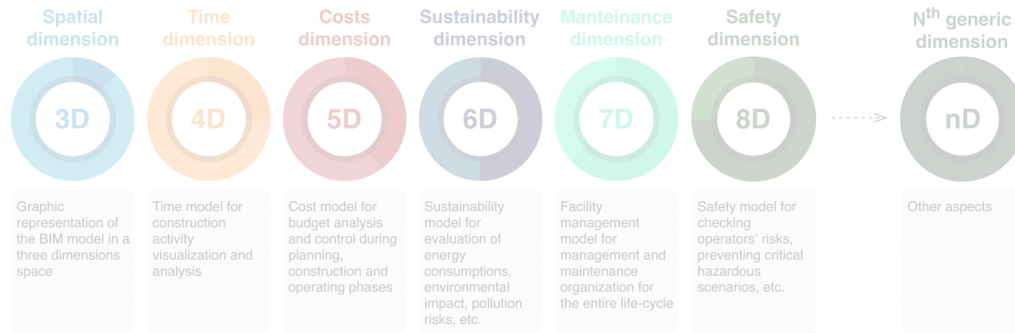 Spatial
dimension
Time
dimension
Costs
dimension
Sustainability
dimension
Manteinance
dimension
Safety
dimension
Nth generic
dimension
3D
4D
5D
6D
7D
8D
nD
Graphic
representation of
the BIM model in a
three dimensions
space
Time model for
construction
activity
visualization and
analysis
Cost model for
budget analysis
and control during
planning,
construction and
operating phases
Sustainability
model for
evaluation of
energy
consumptions,
environmental
impact, pollution
risks, etc.
Facility
management
model for
management and
maintenance
organization for
the entire life-cycle
Safety model for
checking
operators' risks,
preventing critical
hazardous
scenarios, etc.
Other aspects